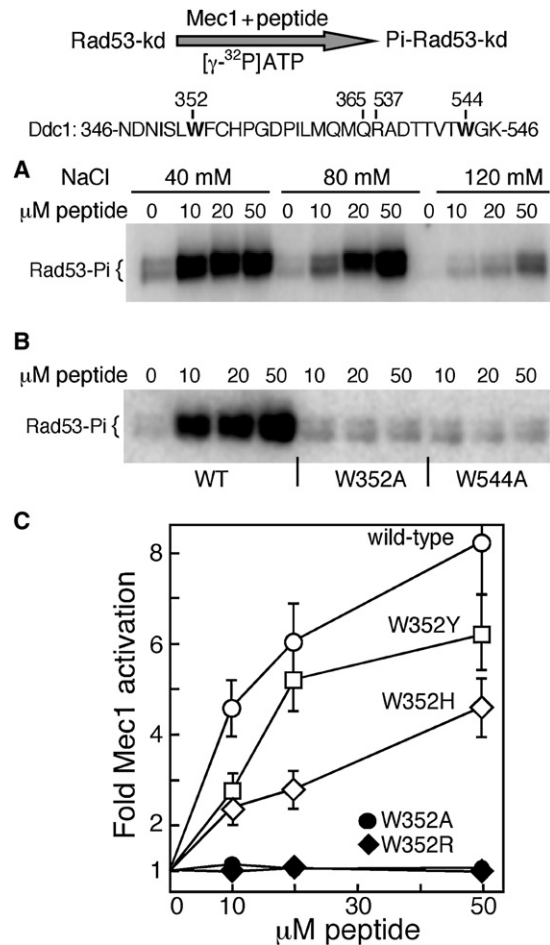 Mec1+peptide
Rad53-kd Pi-Rad53-kd
[γ-³²P]ATP
352 365 537 544
Ddc1: 346-NDNISLWFCHPGDPILMQMQRADTTVTWGK-546
A NaCl 40 mM 80 mM 120 mM
μM peptide 0 10 20 50 0 10 20 50 0 10 20 50
Rad53-Pi {
B
μM peptide 0 10 20 50 10 20 50 10 20 50
Rad53-Pi {
WT W352A W544A
C
wild-type
8
W352Y
6
W352H
4
2
W352A
W352R
1
0 10 30 50
Fold Mec1 activation
μM peptide